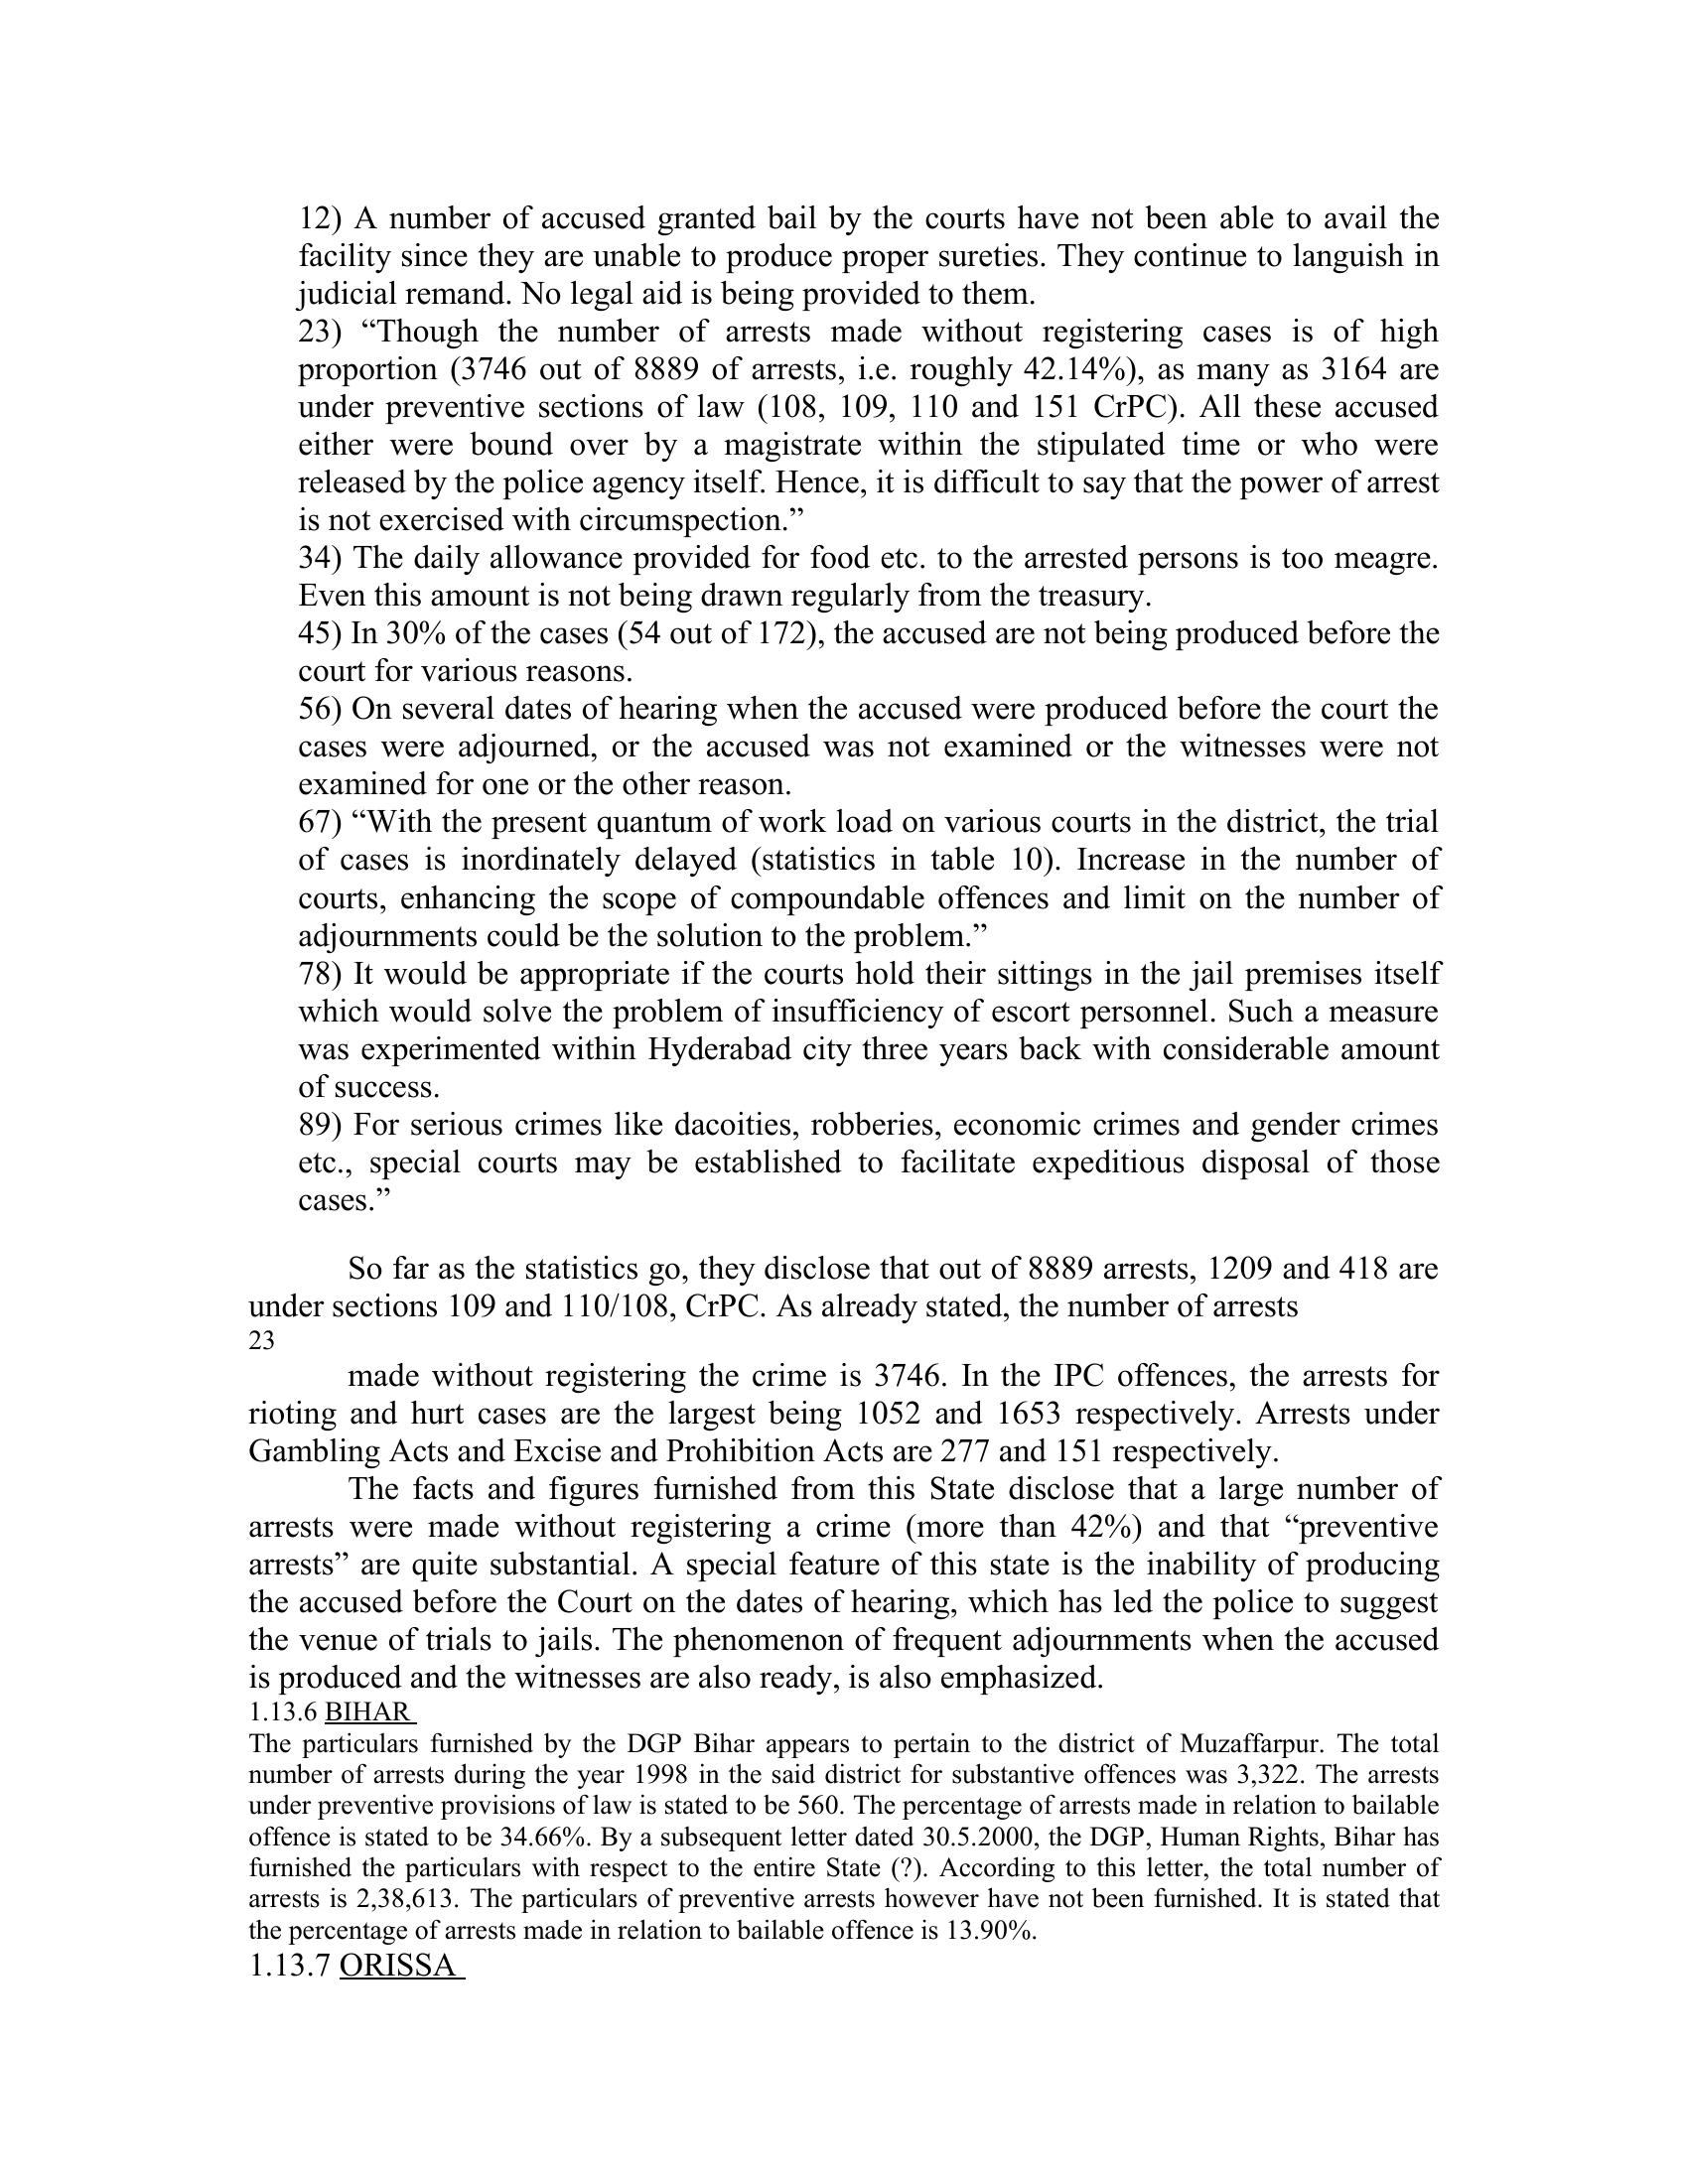 12) A number of accused granted bail by the courts have not been able to avail the
facility since they are unable to produce proper sureties. They continue to languish in
judicial remand. No legal aid is being provided to them.
23) “Though the number of arrests made without registering cases is of high
proportion (3746 out of 8889 of arrests, i.e. roughly 42.14%), as many as 3164 are
under preventive sections of law (108, 109, 110 and 151 CrPC). All these accused
either were bound over by a magistrate within the stipulated time or who were
released by the police agency itself. Hence, it is difficult to say that the power of arrest
is not exercised with circumspection.”
34) The daily allowance provided for food etc. to the arrested persons is too meagre.
Even this amount is not being drawn regularly from the treasury.
45) In 30% of the cases (54 out of 172), the accused are not being produced before the
court for various reasons.
56) On several dates of hearing when the accused were produced before the court the
cases were adjourned, or the accused was not examined or the witnesses were not
examined for one or the other reason.
67) “With the present quantum of work load on various courts in the district, the trial
of cases is inordinately delayed (statistics in table 10). Increase in the number of
courts, enhancing the scope of compoundable offences and limit on the number of
adjournments could be the solution to the problem.”
78) It would be appropriate if the courts hold their sittings in the jail premises itself
which would solve the problem of insufficiency of escort personnel. Such a measure
was experimented within Hyderabad city three years back with considerable amount
of success.
89) For serious crimes like dacoities, robberies, economic crimes and gender crimes
etc., special courts may be established to facilitate expeditious disposal of those
cases.”
So far as the statistics go, they disclose that out of 8889 arrests, 1209 and 418 are
under sections 109 and 110/108, CrPC. As already stated, the number of arrests
23
made without registering the crime is 3746. In the IPC offences, the arrests for
rioting and hurt cases are the largest being 1052 and 1653 respectively. Arrests under
Gambling Acts and Excise and Prohibition Acts are 277 and 151 respectively.
The facts and figures furnished from this State disclose that a large number of
arrests were made without registering a crime (more than 42%) and that “preventive
arrests” are quite substantial. A special feature of this state is the inability of producing
the accused before the Court on the dates of hearing, which has led the police to suggest
the venue of trials to jails. The phenomenon of frequent adjournments when the accused
is produced and the witnesses are also ready, is also emphasized.
1.13.6 BIHAR
The particulars furnished by the DGP Bihar appears to pertain to the district of Muzaffarpur. The total
number of arrests during the year 1998 in the said district for substantive offences was 3,322. The arrests
under preventive provisions of law is stated to be 560. The percentage of arrests made in relation to bailable
offence is stated to be 34.66%. By a subsequent letter dated 30.5.2000, the DGP, Human Rights, Bihar has
furnished the particulars with respect to the entire State (?). According to this letter, the total number of
arrests is 2,38,613. The particulars of preventive arrests however have not been furnished. It is stated that
the percentage of arrests made in relation to bailable offence is 13.90%.
1.13.7 ORISSA